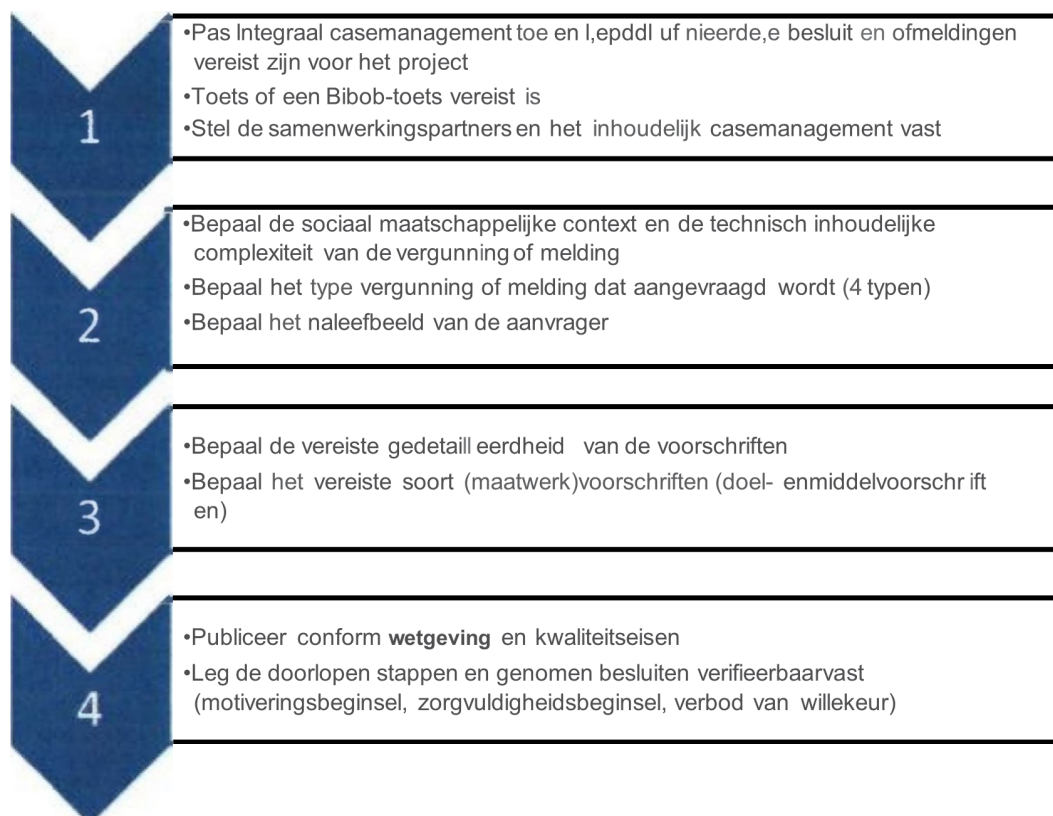 1
•Pas Integraal casemanagement toe en l,epddl uf nieerde,e besluit en ofmeldingen
vereist zijn voor het project
•Toets of een Bibob-toets vereist is
•Stel de samenwerkingspartners en het inhoudelijk casemanagement vast
2
•Bepaal de sociaal maatschappelijke context en de technisch inhoudelijke
complexiteit van de vergunning of melding
•Bepaal het type vergunning of melding dat aangevraagd wordt (4 typen)
•Bepaal het naleefbeeld van de aanvrager
3
•Bepaal de vereiste gedetaill eerdheid van de voorschriften
•Bepaal het vereiste soort (maatwerk)voorschriften (doel- enmiddelvoorschr ift
en)
4
•Publiceer conform wetgeving en kwaliteitseisen
•Leg de doorlopen stappen en genomen besluiten verifieerbaarvast
(motiveringsbeginsel, zorgvuldigheidsbeginsel, verbod van willekeur)